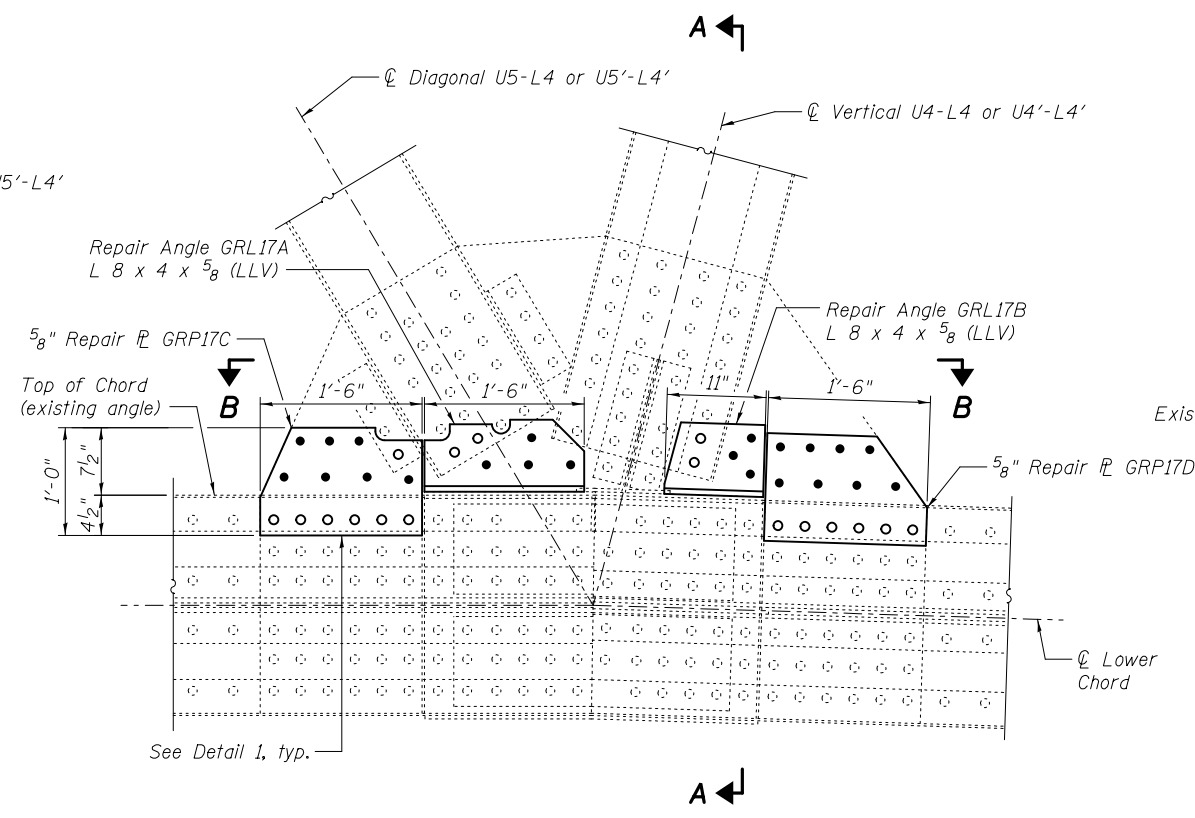 A
℄ Diagonal U5-L4 or U5'-L4'
℄ Vertical U4-L4 or U4'-L4'
U5'-L4'
Repair Angle GRL17A
L 8 x 4 x 5/8 (LLV)
Repair Angle GRL17B
L 8 x 4 x 5/8 (LLV)
5/8" Repair ℙL GRP17C
Top of Chord
(existing angle)
B
1'-6"
1'-6"
11"
1'-6"
B
Exis
1'-0"
7 1/2"
4 1/2"
5/8" Repair ℙL GRP17D
℄ Lower
Chord
See Detail 1, typ.
A